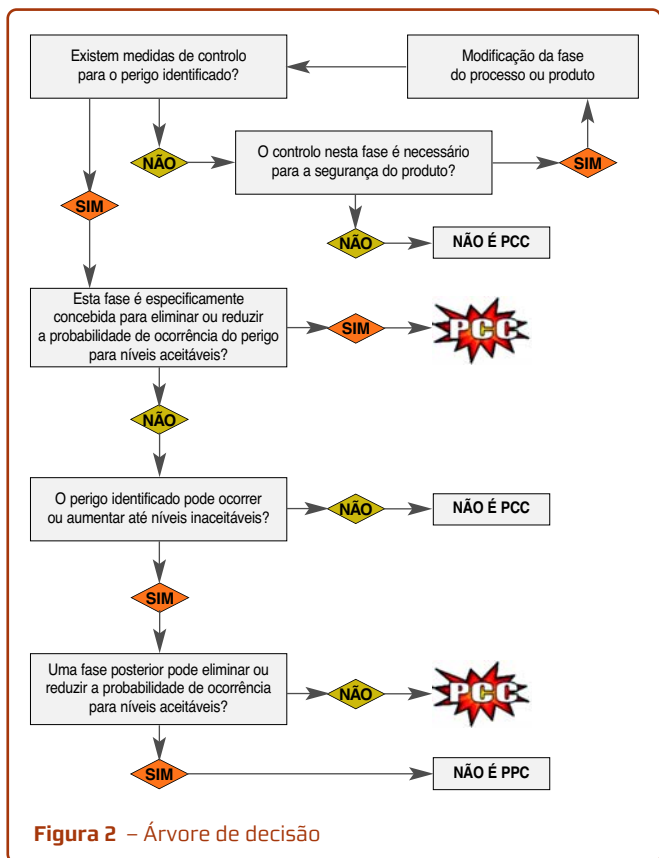 Existem medidas de controlo
para o perigo identificado?
Modificação da fase
do processo ou produto
NÃO
O controlo nesta fase é necessário
para a segurança do produto?
SIM
SIM
NÃO
NÃO É PCC
Esta fase é especificamente
concebida para eliminar ou reduzir
a probabilidade de ocorrência do perigo
para níveis aceitáveis?
SIM
PCC
NÃO
O perigo identificado pode ocorrer
ou aumentar até níveis inaceitáveis?
NÃO
NÃO É PCC
SIM
Uma fase posterior pode eliminar ou
reduzir a probabilidade de ocorrência
para níveis aceitáveis?
NÃO
PCC
SIM
NÃO É PPC
Figura 2 – Árvore de decisão